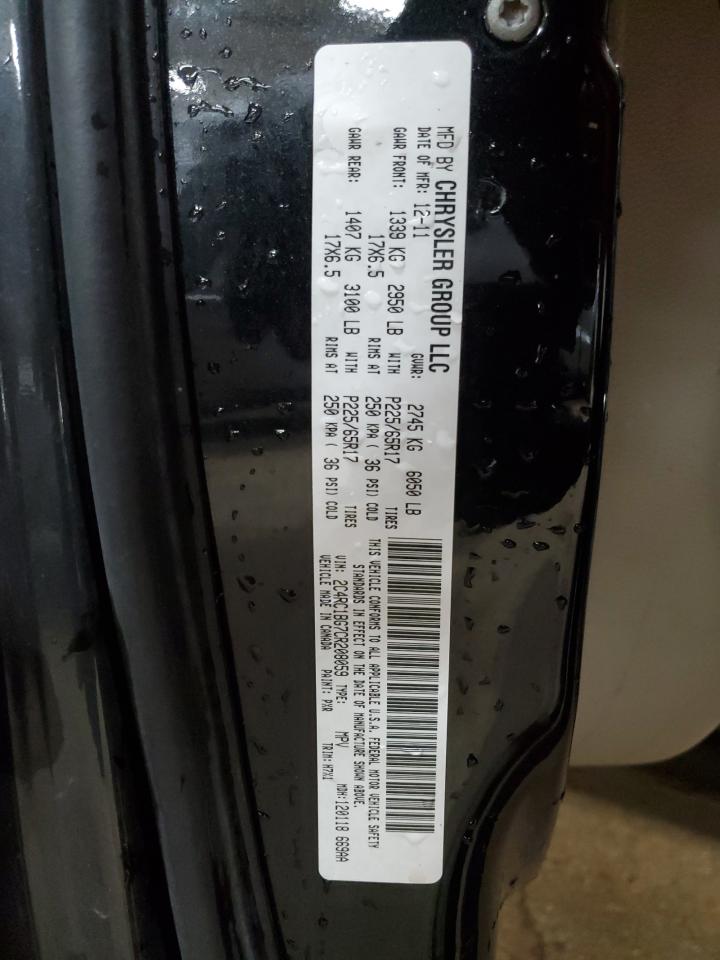 MFD BY CHRYSLER GROUP LLC
DATE OF MFR: 12-11 GVWR: 2745 KG 6050 LB
GAWR FRONT: 1339 KG 2950 LB WITH P225/65R17 TIRES
17X6.5 RIMS AT 250 KPA ( 36 PSI) COLD
GAWR REAR: 1407 KG 3100 LB WITH P225/65R17 TIRES
17X6.5 RIMS AT 250 KPA ( 36 PSI) COLD
THIS VEHICLE CONFORMS TO ALL APPLICABLE U.S.A. FEDERAL MOTOR VEHICLE SAFETY
STANDARDS IN EFFECT ON THE DATE OF MANUFACTURE SHOWN ABOVE.
VIN: 2C4RC1BG7CR208059 TYPE: MPV MDH:120118 669AA
VEHICLE MADE IN CANADA PAINT: PXR TRIM: H7X1